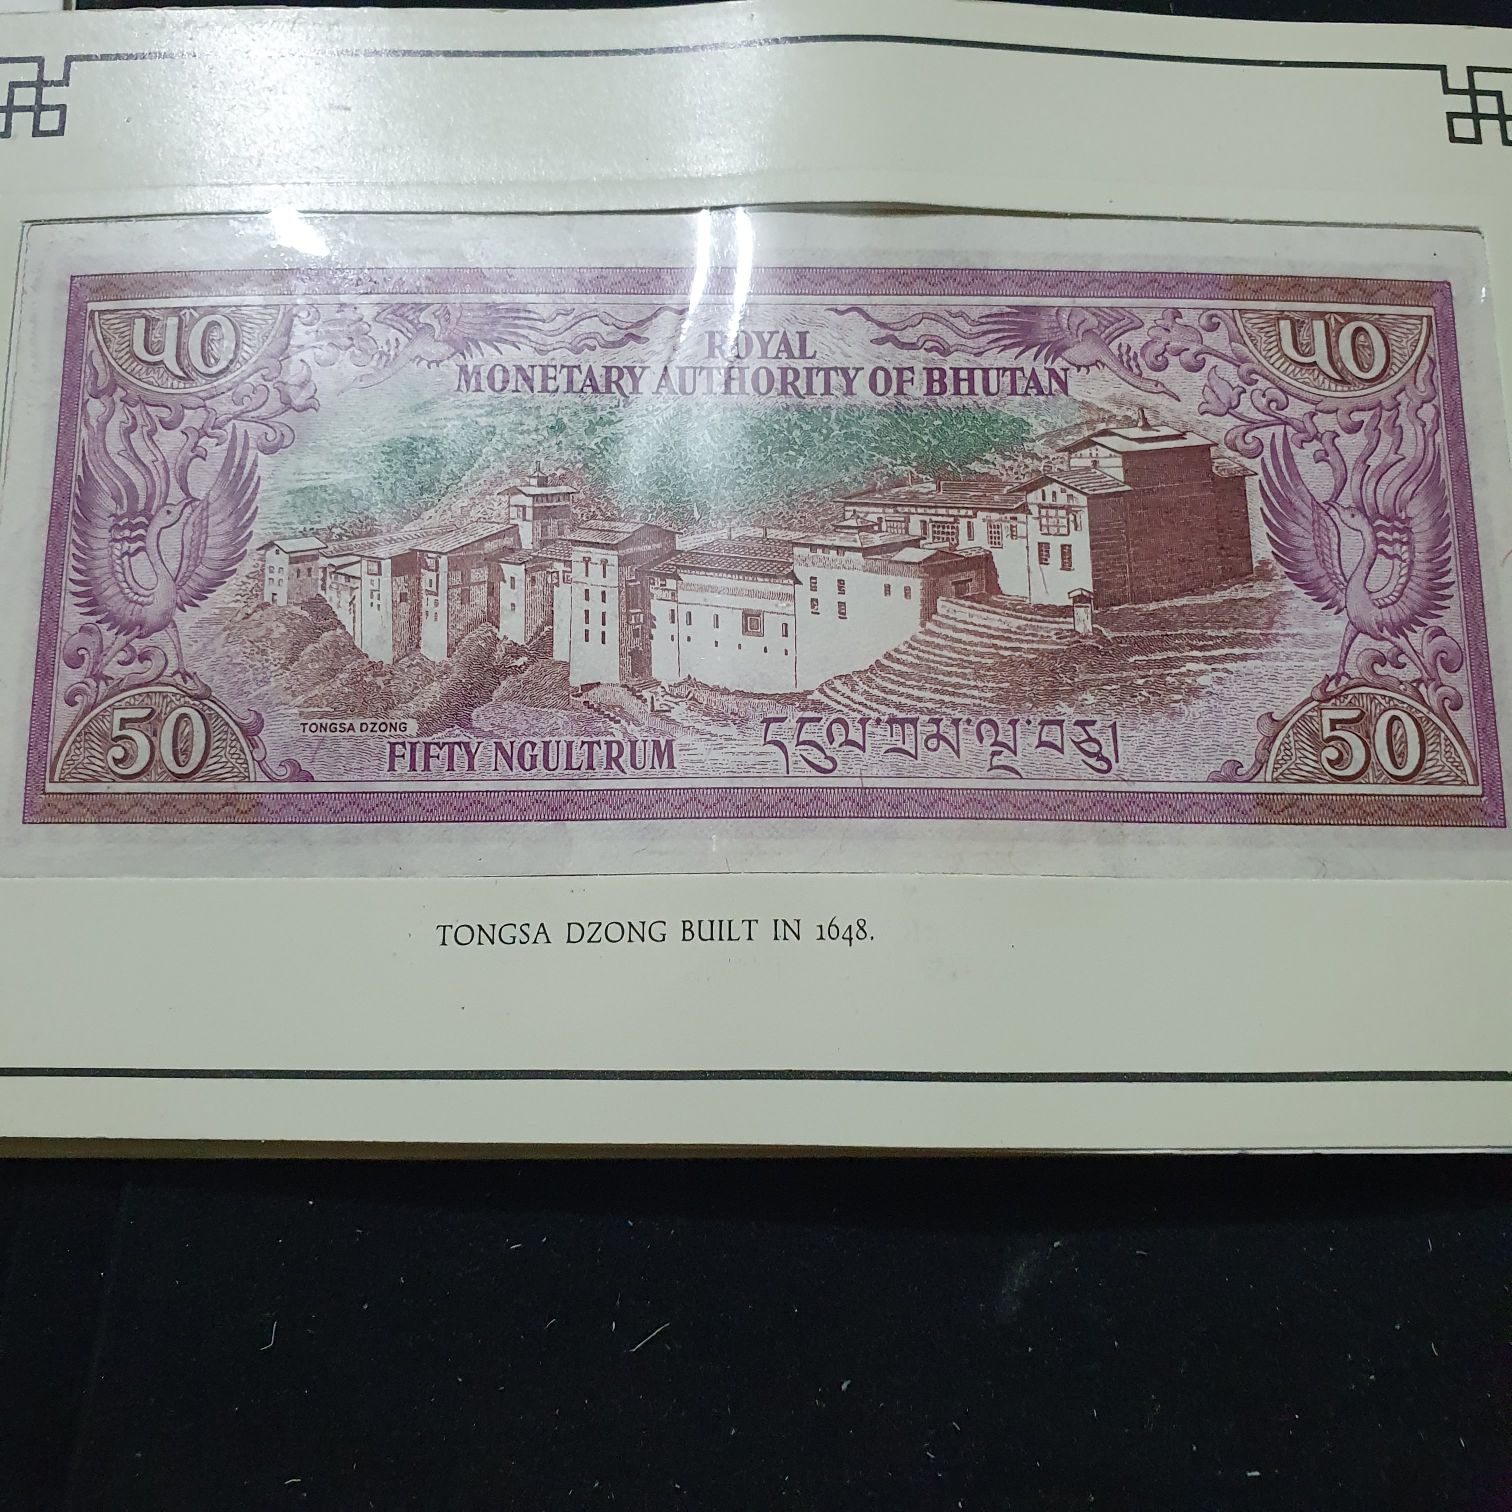 ༥༠ ༥༠
ROYAL
MONETARY AUTHORITY OF BHUTAN
TONGSA DZONG
50 FIFTY NGULTRUM དངུལ་ཀྲམ་ལྔ་བཅུ། 50
TONGSA DZONG BUILT IN 1648.